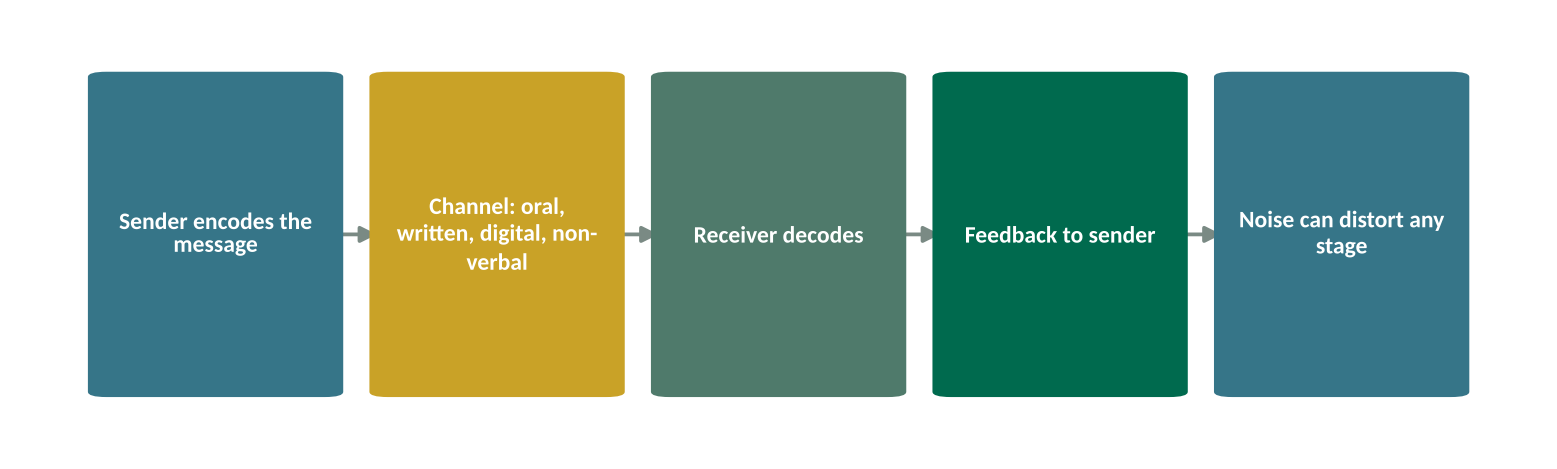 Sender encodes the
message
Channel: oral,
written, digital, non-
verbal
Receiver decodes
Feedback to sender
Noise can distort any
stage